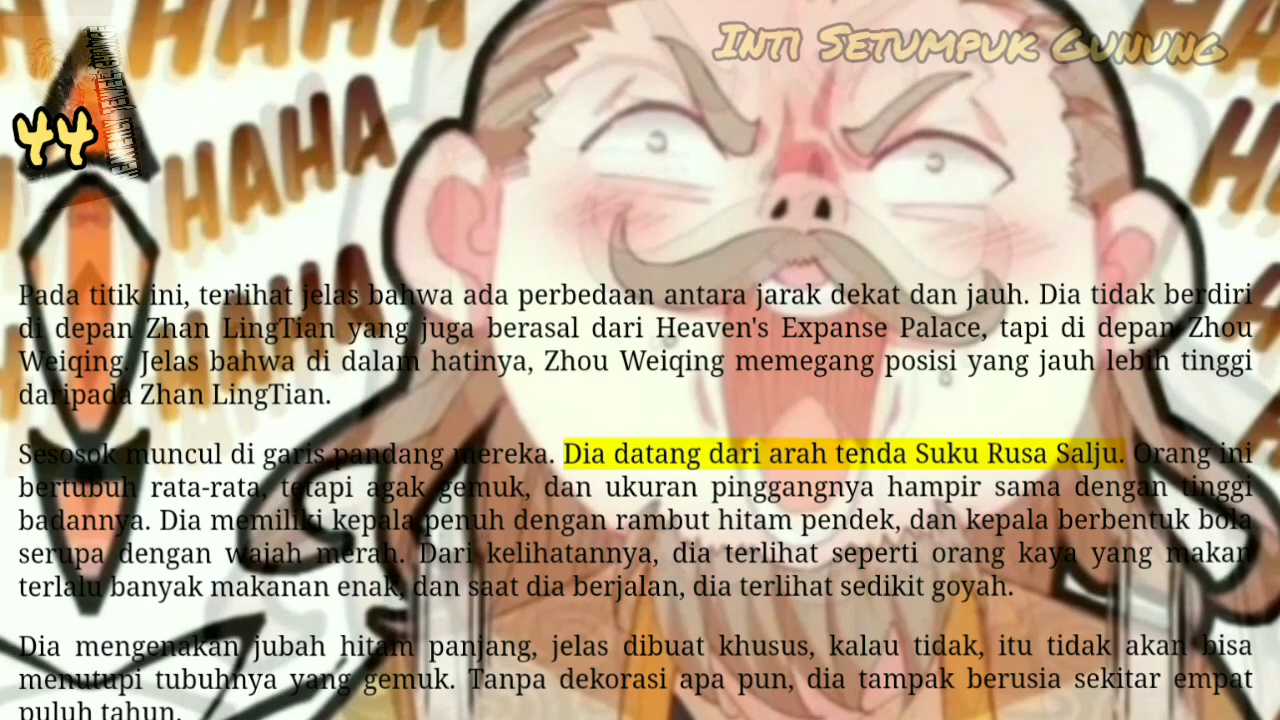 HAHA
HAHA
HAHA
HAHA
INTI SETUMPUK GUNUNG
44
HEAVENLY JEWEL CHANGE
Pada titik ini, terlihat jelas bahwa ada perbedaan antara jarak dekat dan jauh. Dia tidak berdiri
di depan Zhan LingTian yang juga berasal dari Heaven's Expanse Palace, tapi di depan Zhou
Weiqing. Jelas bahwa di dalam hatinya, Zhou Weiqing memegang posisi yang jauh lebih tinggi
daripada Zhan LingTian.
Sesosok muncul di garis pandang mereka. Dia datang dari arah tenda Suku Rusa Salju. Orang ini
bertubuh rata-rata, tetapi agak gemuk, dan ukuran pinggangnya hampir sama dengan tinggi
badannya. Dia memiliki kepala penuh dengan rambut hitam pendek, dan kepala berbentuk bola
serupa dengan wajah merah. Dari kelihatannya, dia terlihat seperti orang kaya yang makan
terlalu banyak makanan enak, dan saat dia berjalan, dia terlihat sedikit goyah.
Dia mengenakan jubah hitam panjang, jelas dibuat khusus, kalau tidak, itu tidak akan bisa
menutupi tubuhnya yang gemuk. Tanpa dekorasi apa pun, dia tampak berusia sekitar empat
puluh tahun.